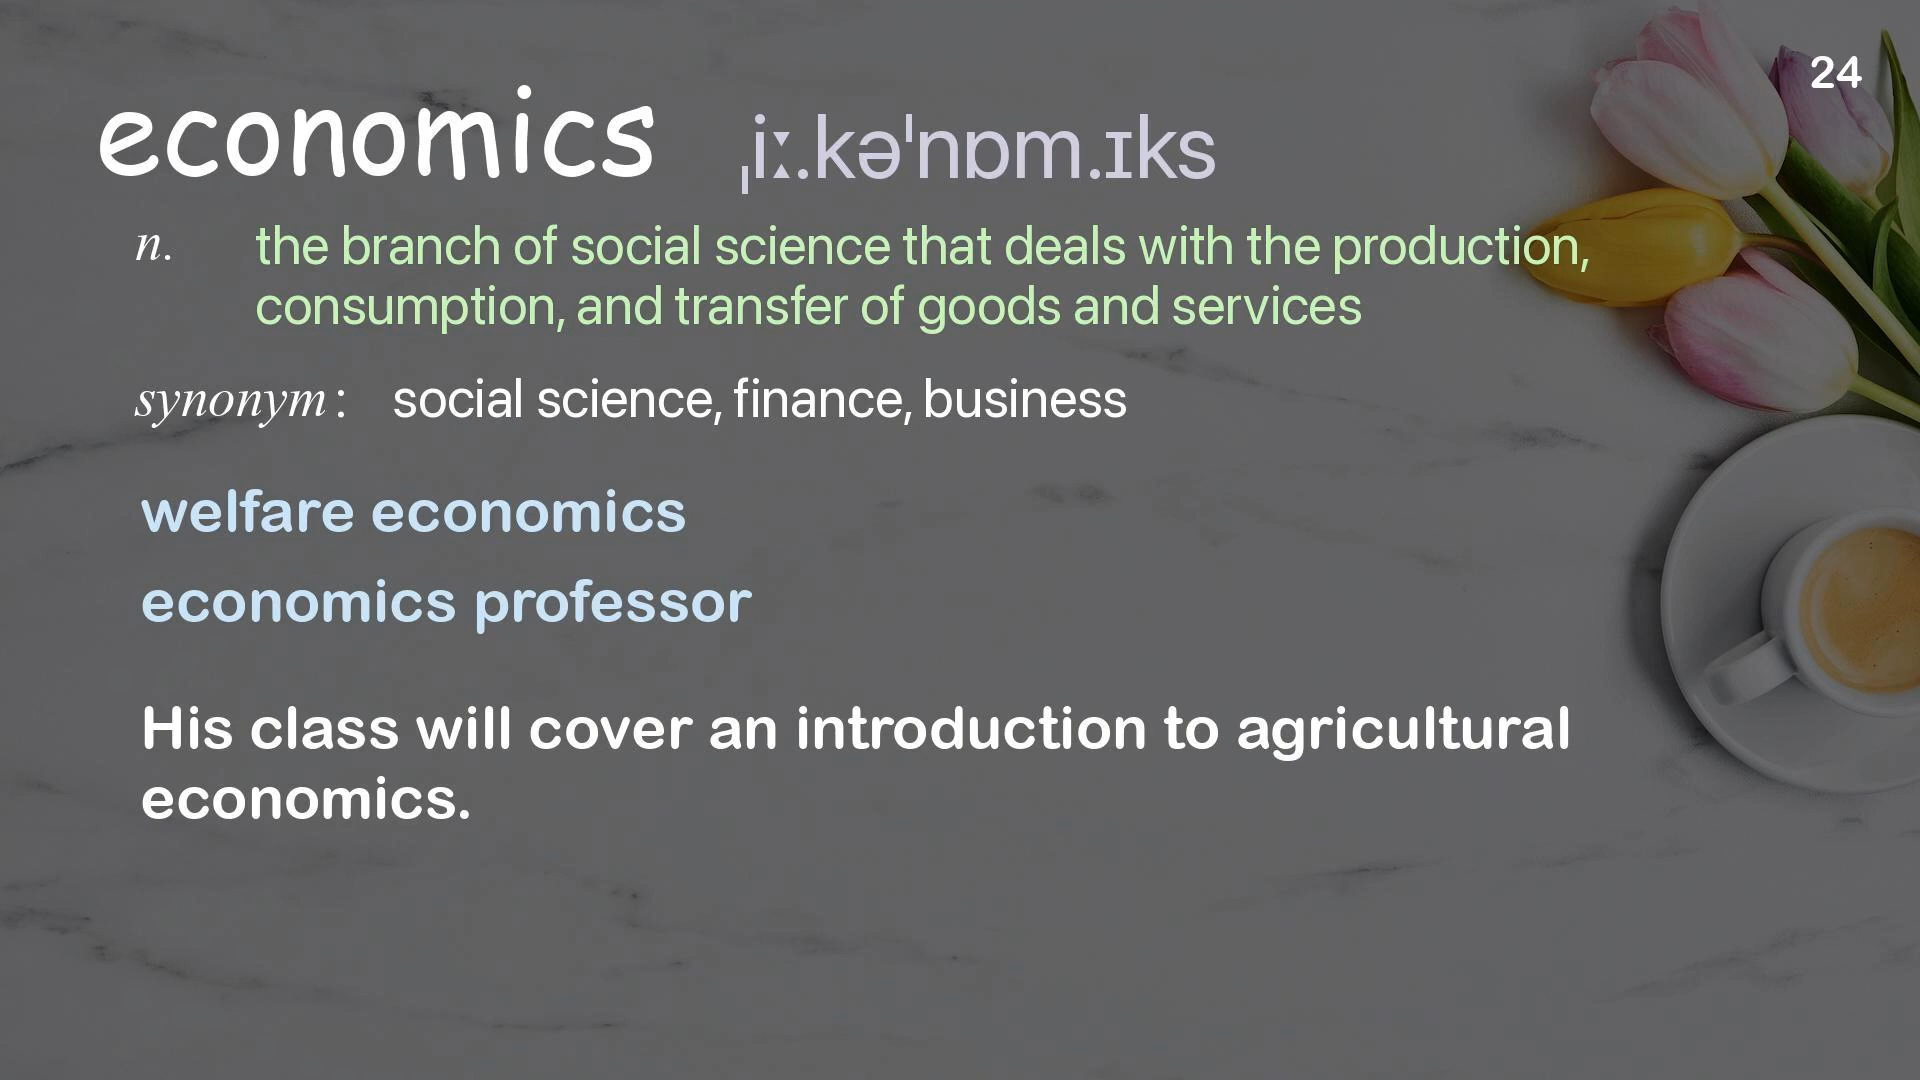 24
economics ˌiː.kəˈnɒm.ɪks
n. the branch of social science that deals with the production,
consumption, and transfer of goods and services
synonym : social science, finance, business
welfare economics
economics professor
His class will cover an introduction to agricultural
economics.